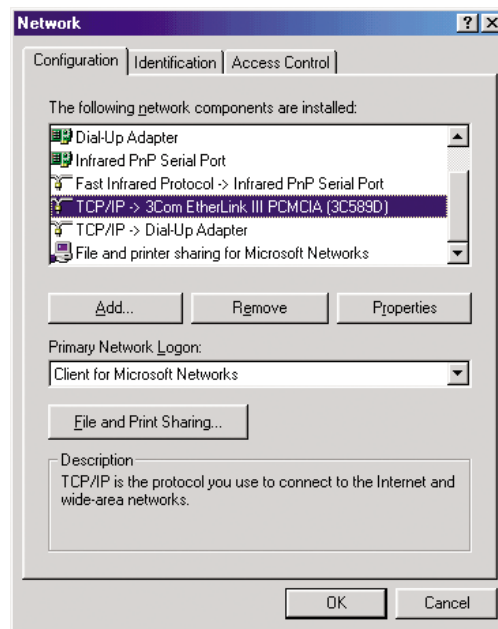 Network
Configuration Identification Access Control
The following network components are installed:
Dial-Up Adapter
Infrared PnP Serial Port
Fast Infrared Protocol -> Infrared PnP Serial Port
TCP/IP -> 3Com EtherLink III PCMCIA (3C589D)
TCP/IP -> Dial-Up Adapter
File and printer sharing for Microsoft Networks
Add... Remove Properties
Primary Network Logon:
Client for Microsoft Networks
File and Print Sharing...
Description
TCP/IP is the protocol you use to connect to the Internet and
wide-area networks.
OK Cancel